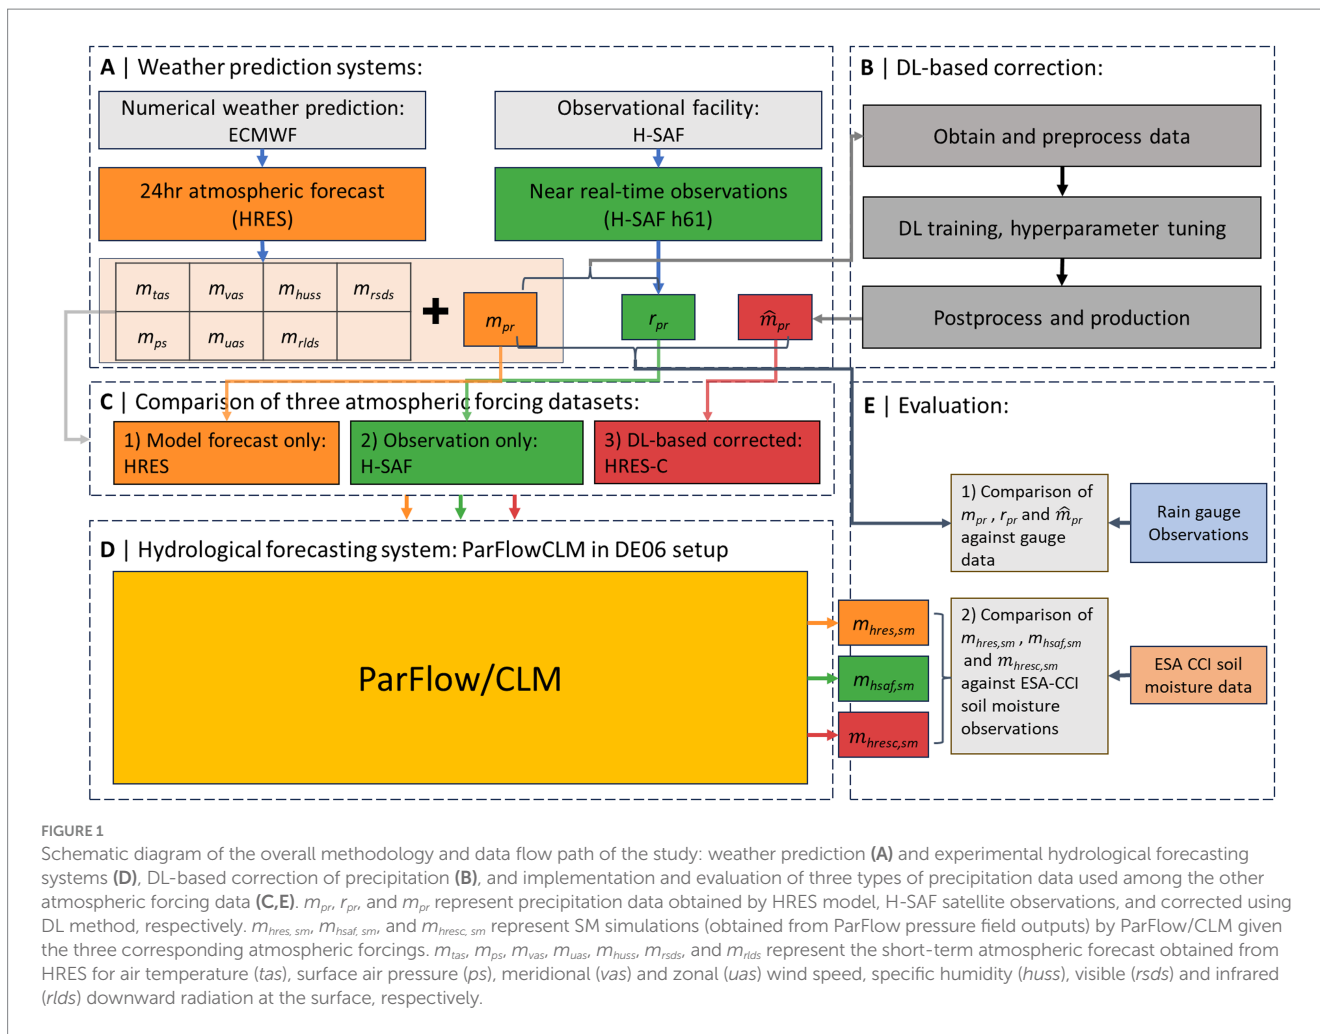 A | Weather prediction systems:
Numerical weather prediction:
ECMWF
Observational facility:
H-SAF
24hr atmospheric forecast
(HRES)
Near real-time observations
(H-SAF h61)
m_tas m_vas m_huss m_rsds
m_ps m_uas m_rlds
+
m_pr
r_pr
m̂_pr
B | DL-based correction:
Obtain and preprocess data
DL training, hyperparameter tuning
Postprocess and production
C | Comparison of three atmospheric forcing datasets:
1) Model forecast only:
HRES
2) Observation only:
H-SAF
3) DL-based corrected:
HRES-C
D | Hydrological forecasting system: ParFlowCLM in DE06 setup
ParFlow/CLM
m_hres,sm
m_hsaf,sm
m_hresc,sm
E | Evaluation:
1) Comparison of
m_pr , r_pr and m̂_pr
against gauge
data
Rain gauge
Observations
2) Comparison of
m_hres,sm , m_hsaf,sm
and m_hresc,sm
against ESA-CCI
soil moisture
observations
ESA CCI soil
moisture data
FIGURE 1
Schematic diagram of the overall methodology and data flow path of the study: weather prediction (A) and experimental hydrological forecasting
systems (D), DL-based correction of precipitation (B), and implementation and evaluation of three types of precipitation data used among the other
atmospheric forcing data (C,E). m_pr, r_pr, and m_pr represent precipitation data obtained by HRES model, H-SAF satellite observations, and corrected using
DL method, respectively. m_hres, sm, m_hsaf, sm, and m_hresc, sm represent SM simulations (obtained from ParFlow pressure field outputs) by ParFlow/CLM given
the three corresponding atmospheric forcings. m_tas, m_ps, m_vas, m_uas, m_huss, m_rsds, and m_rlds represent the short-term atmospheric forecast obtained from
HRES for air temperature (tas), surface air pressure (ps), meridional (vas) and zonal (uas) wind speed, specific humidity (huss), visible (rsds) and infrared
(rlds) downward radiation at the surface, respectively.